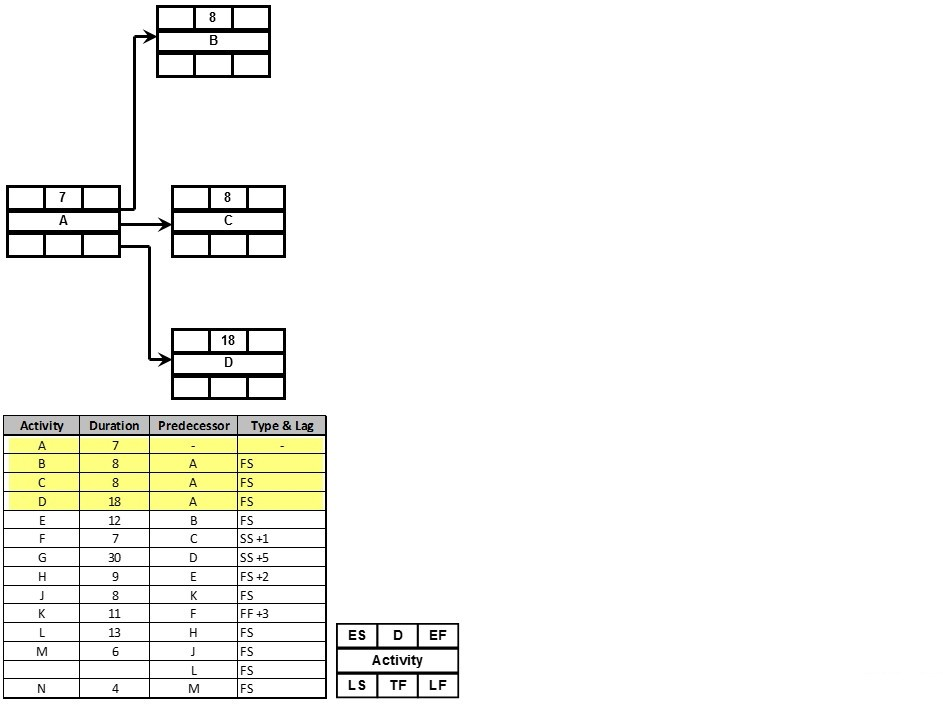 8
B
7
A
8
C
18
D
Activity Duration Predecessor Type & Lag
A 7 - -
B 8 A FS
C 8 A FS
D 18 A FS
E 12 B FS
F 7 C SS +1
G 30 D SS +5
H 9 E FS +2
J 8 K FS
K 11 F FF +3
L 13 H FS
M 6 J FS
L FS
N 4 M FS
ES D EF
Activity
LS TF LF